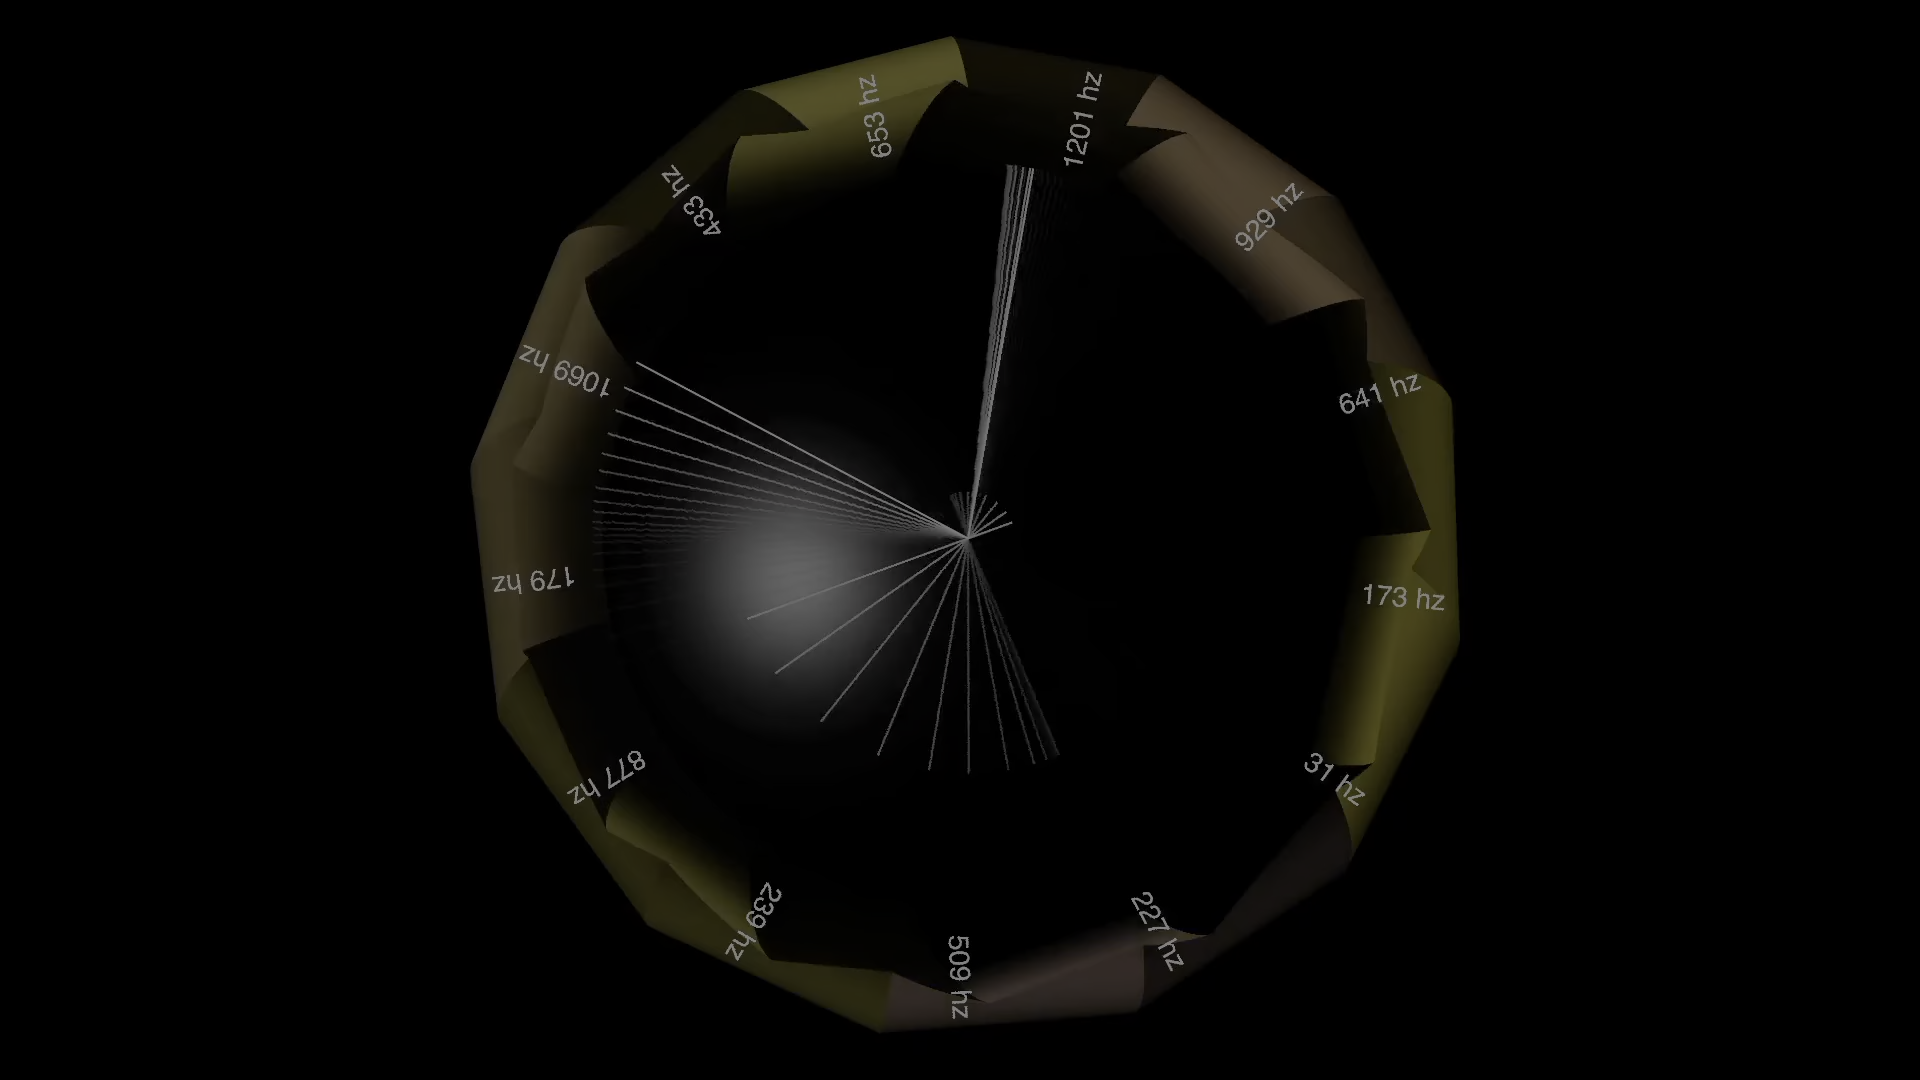 1201 hz
929 hz
641 hz
173 hz
31 hz
227 hz
509 hz
239 hz
877 hz
179 hz
1069 hz
433 hz
653 hz